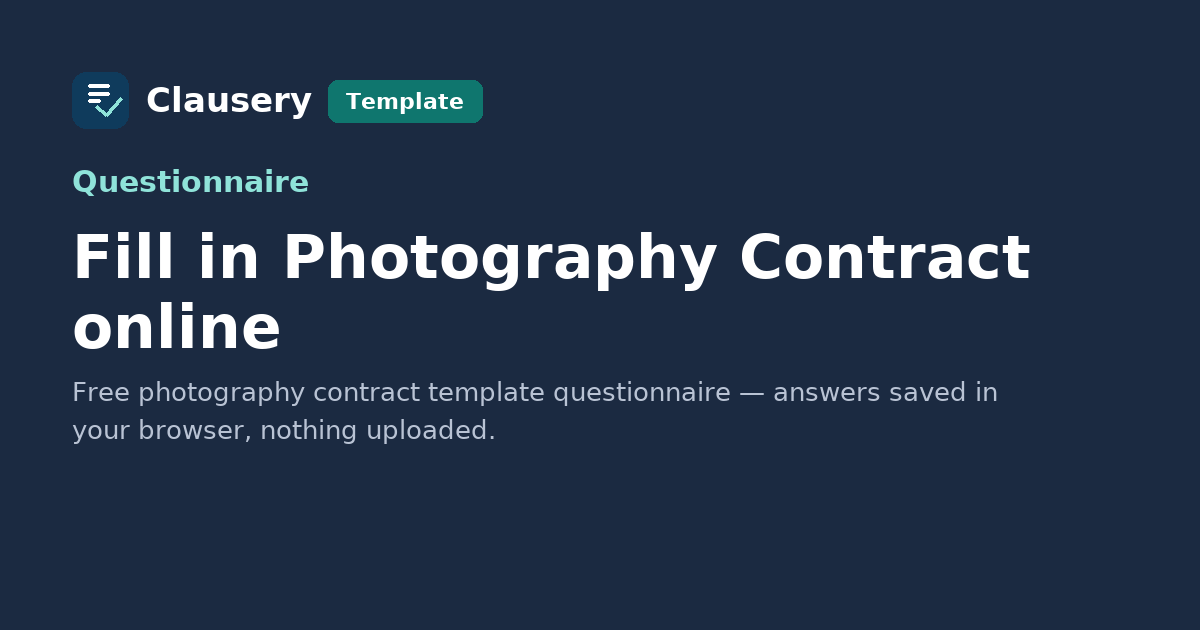 Clausery Template
Questionnaire
Fill in Photography Contract
online
Free photography contract template questionnaire — answers saved in
your browser, nothing uploaded.